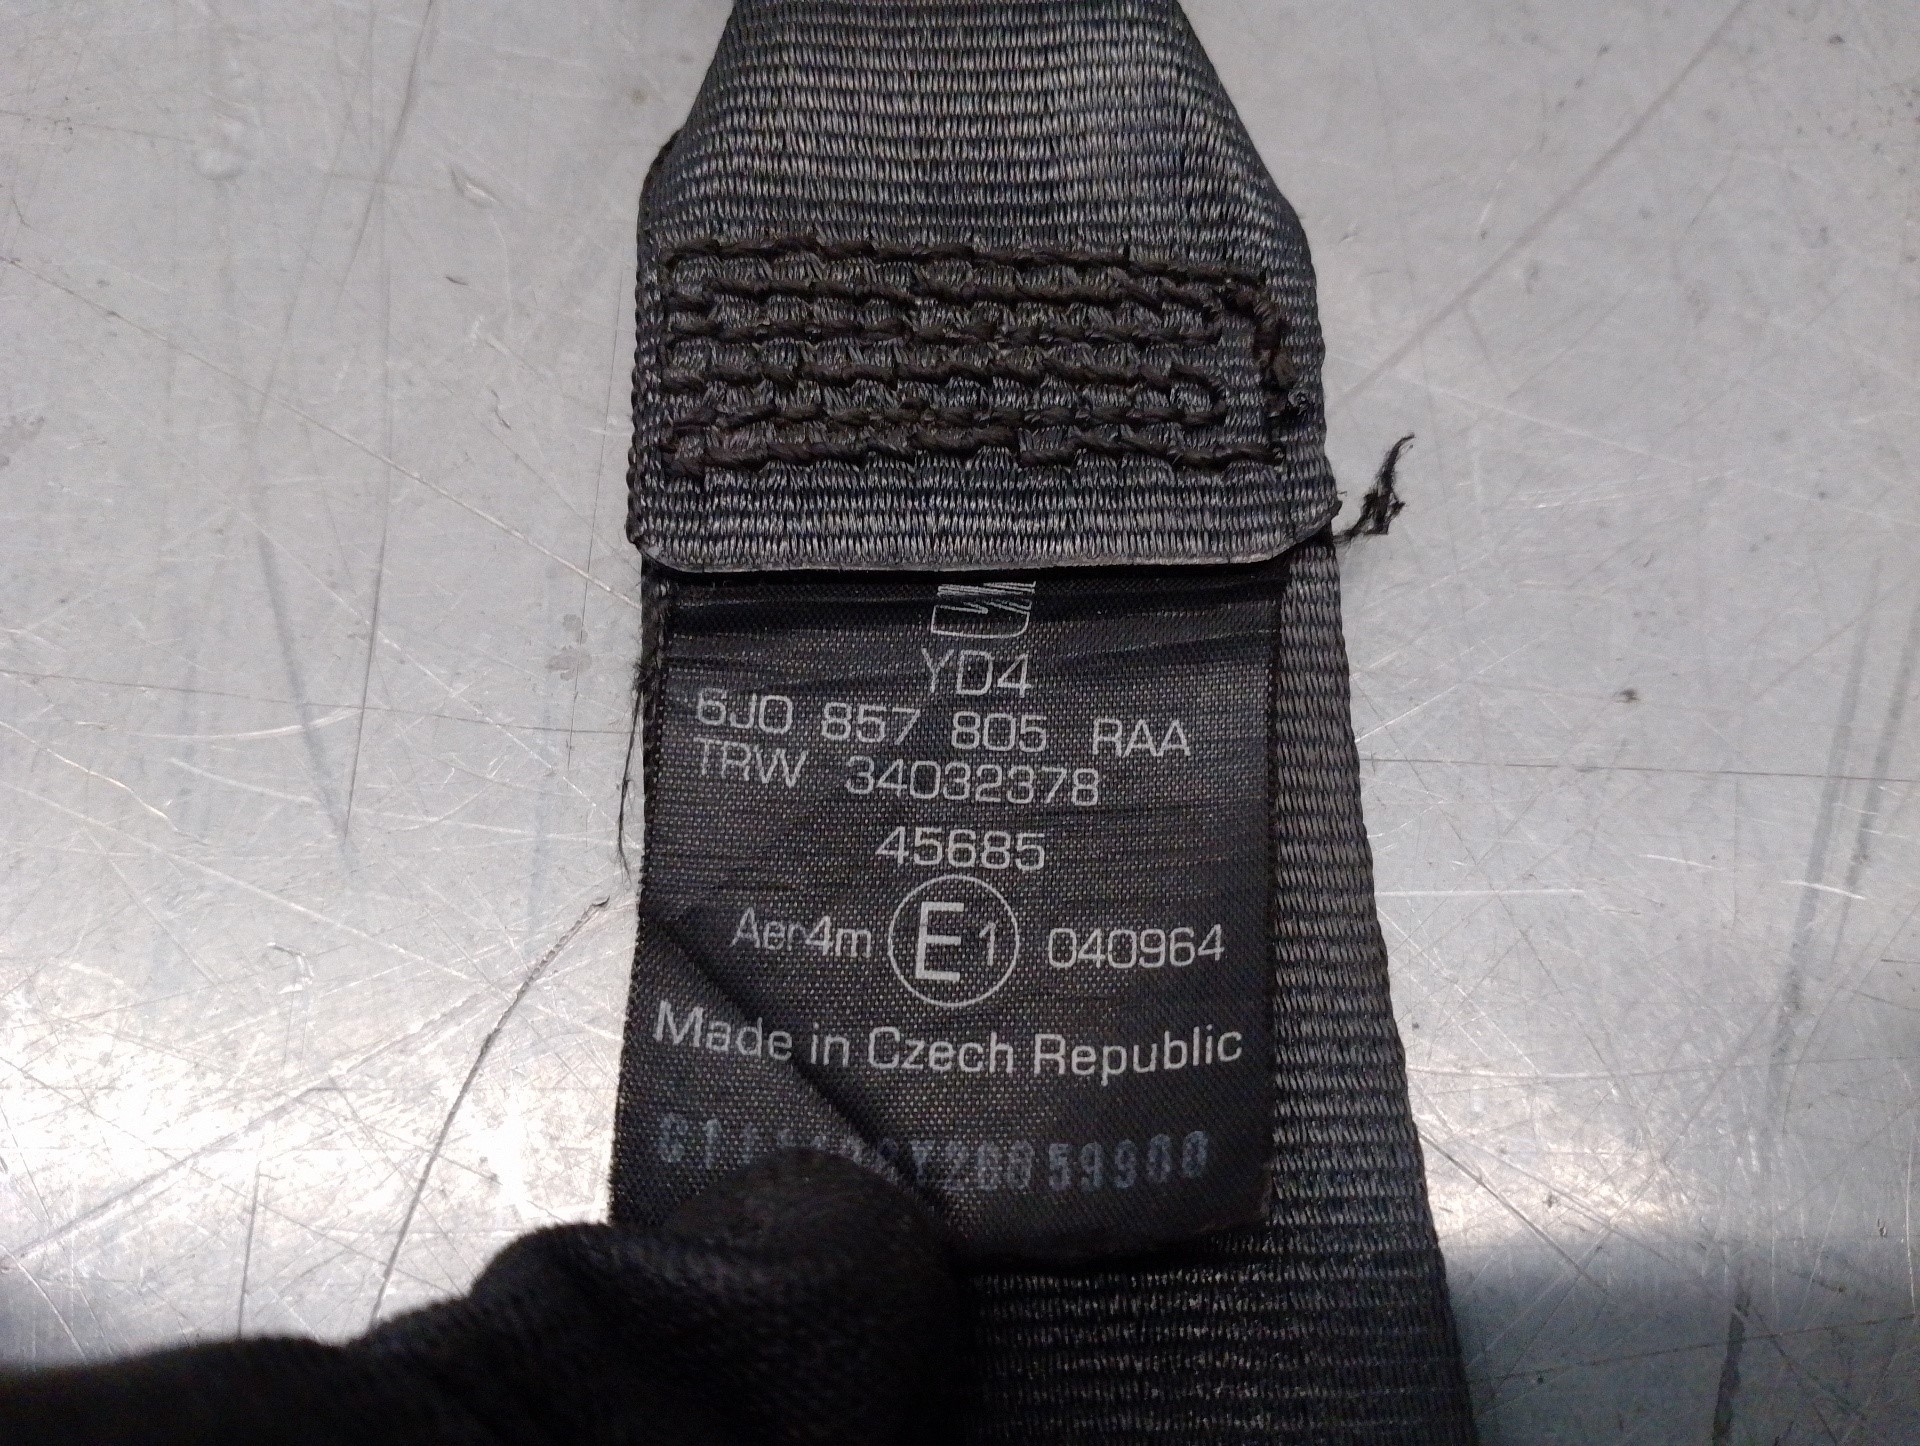 YD4
6J0 857 805 RAA
TRW 34032378
45685
Aer4m E1 040964
Made in Czech Republic